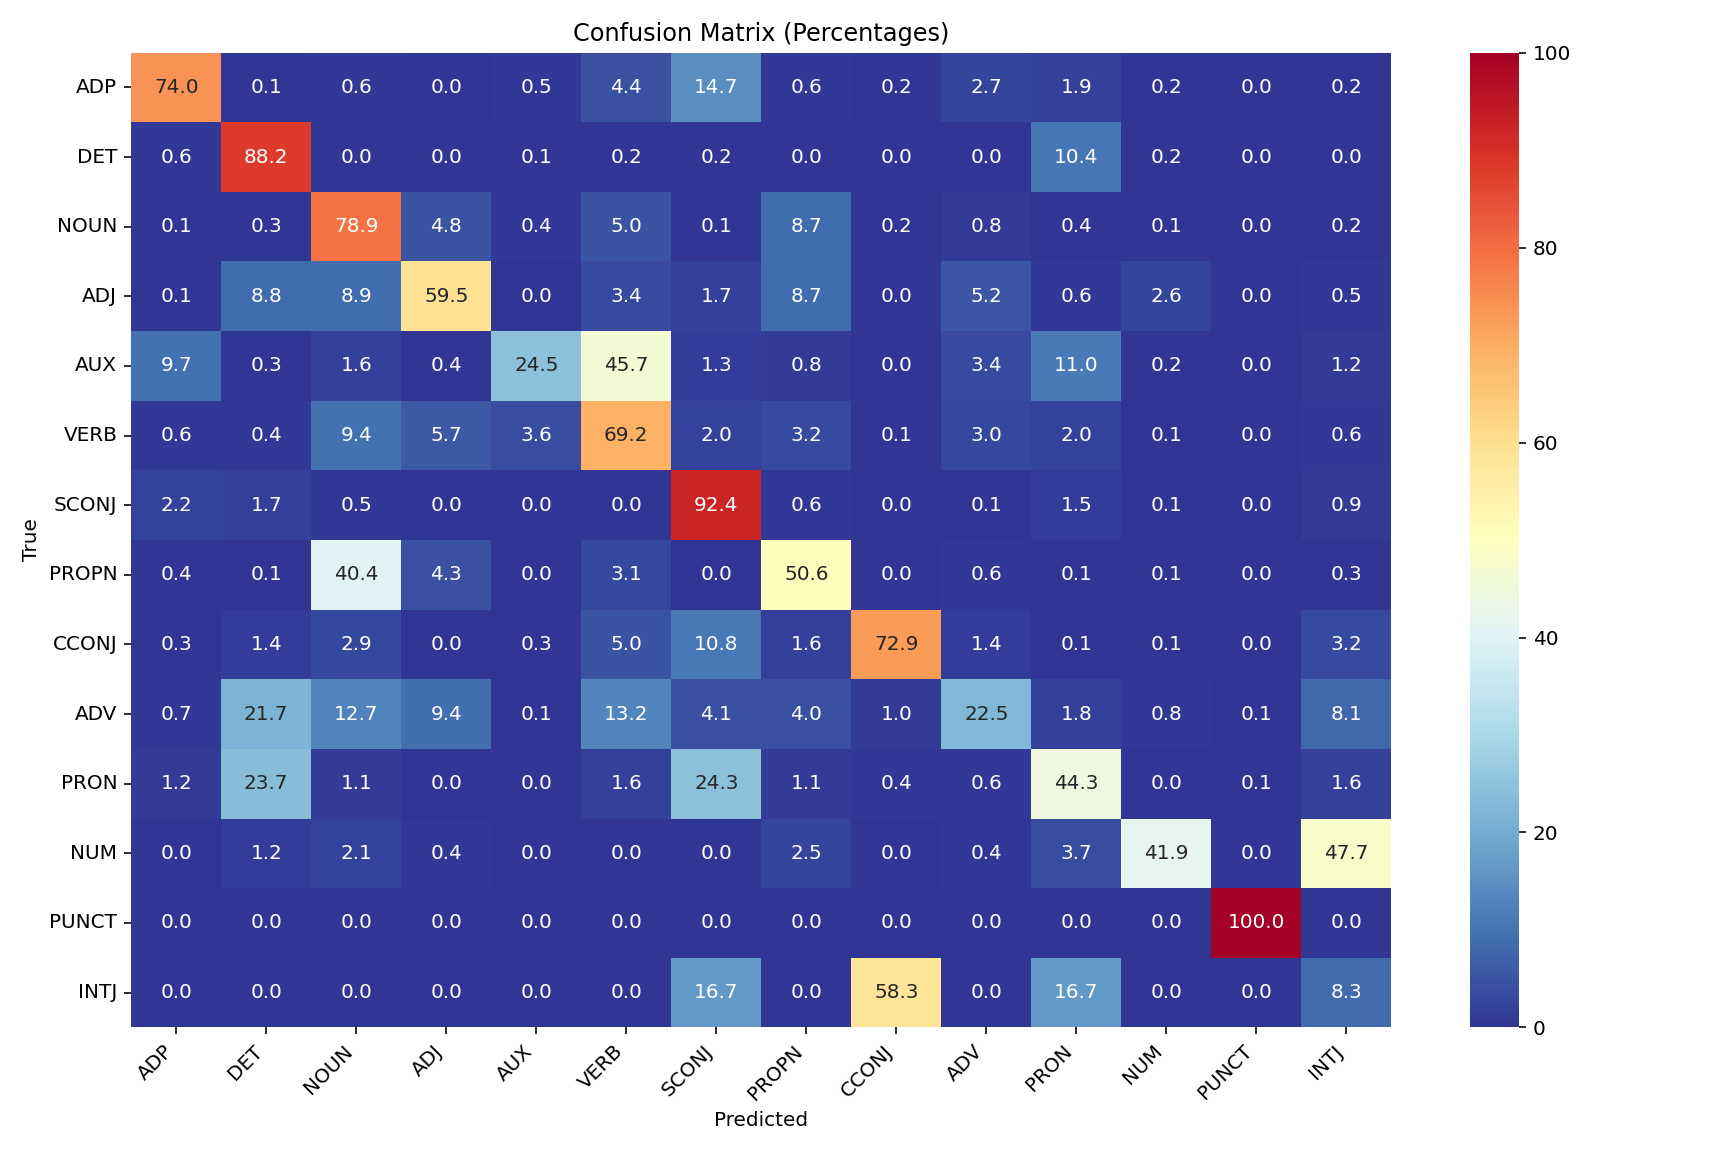 Confusion Matrix (Percentages)
ADP 74.0 0.1 0.6 0.0 0.5 4.4 14.7 0.6 0.2 2.7 1.9 0.2 0.0 0.2
DET 0.6 88.2 0.0 0.0 0.1 0.2 0.2 0.0 0.0 0.0 10.4 0.2 0.0 0.0
NOUN 0.1 0.3 78.9 4.8 0.4 5.0 0.1 8.7 0.2 0.8 0.4 0.1 0.0 0.2
ADJ 0.1 8.8 8.9 59.5 0.0 3.4 1.7 8.7 0.0 5.2 0.6 2.6 0.0 0.5
AUX 9.7 0.3 1.6 0.4 24.5 45.7 1.3 0.8 0.0 3.4 11.0 0.2 0.0 1.2
VERB 0.6 0.4 9.4 5.7 3.6 69.2 2.0 3.2 0.1 3.0 2.0 0.1 0.0 0.6
SCONJ 2.2 1.7 0.5 0.0 0.0 0.0 92.4 0.6 0.0 0.1 1.5 0.1 0.0 0.9
PROPN 0.4 0.1 40.4 4.3 0.0 3.1 0.0 50.6 0.0 0.6 0.1 0.1 0.0 0.3
CCONJ 0.3 1.4 2.9 0.0 0.3 5.0 10.8 1.6 72.9 1.4 0.1 0.1 0.0 3.2
ADV 0.7 21.7 12.7 9.4 0.1 13.2 4.1 4.0 1.0 22.5 1.8 0.8 0.1 8.1
PRON 1.2 23.7 1.1 0.0 0.0 1.6 24.3 1.1 0.4 0.6 44.3 0.0 0.1 1.6
NUM 0.0 1.2 2.1 0.4 0.0 0.0 0.0 2.5 0.0 0.4 3.7 41.9 0.0 47.7
PUNCT 0.0 0.0 0.0 0.0 0.0 0.0 0.0 0.0 0.0 0.0 0.0 0.0 100.0 0.0
INTJ 0.0 0.0 0.0 0.0 0.0 0.0 16.7 0.0 58.3 0.0 16.7 0.0 0.0 8.3
ADP DET NOUN ADJ AUX VERB SCONJ PROPN CCONJ ADV PRON NUM PUNCT INTJ
Predicted
True
100
80
60
40
20
0